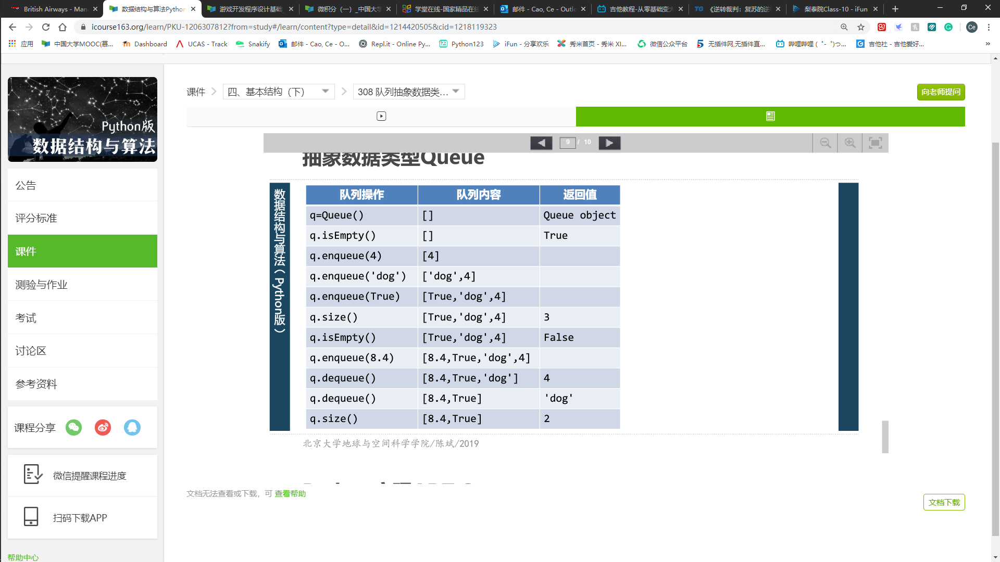 British Airways - Man
数据结构与算法Python
游戏开发程序设计基础
微积分（一）_中国大学
学堂在线-国家精品在线
邮件 - Cao, Ce - Outlo
吉他教程-从零基础变大
TG 《逆转裁判：复苏的逆
梨泰院Class-10 - iFun
icourse163.org/learn/PKU-1206307812?from=study#/learn/content?type=detail&id=1214420505&cid=1218119323
Ce
应用
中国大学MOOC(慕...
Dashboard
UCAS - Track
Snakify
邮件 - Cao, Ce - O...
Repl.it - Online Py...
Python123
iFun - 分享欢乐
秀米首页 - 秀米 XI...
微信公众平台
无插件网,无插件直...
哔哩哔哩 (゜-゜)つ...
吉他社 - 吉他爱好...
»
Python版
数据结构与算法
公告
评分标准
课件
测验与作业
考试
讨论区
参考资料
课程分享
微信提醒课程进度
扫码下载APP
帮助中心
课件
四、基本结构（下）
308 队列抽象数据类...
向老师提问
9 / 10
抽象数据类型Queue
数据结构与算法（Python版）
队列操作 队列内容 返回值
q=Queue() [] Queue object
q.isEmpty() [] True
q.enqueue(4) [4]
q.enqueue('dog') ['dog',4]
q.enqueue(True) [True,'dog',4]
q.size() [True,'dog',4] 3
q.isEmpty() [True,'dog',4] False
q.enqueue(8.4) [8.4,True,'dog',4]
q.dequeue() [8.4,True,'dog'] 4
q.dequeue() [8.4,True] 'dog'
q.size() [8.4,True] 2
北京大学地球与空间科学学院/陈斌/2019
文档无法查看或下载，可 查看帮助
文档下载